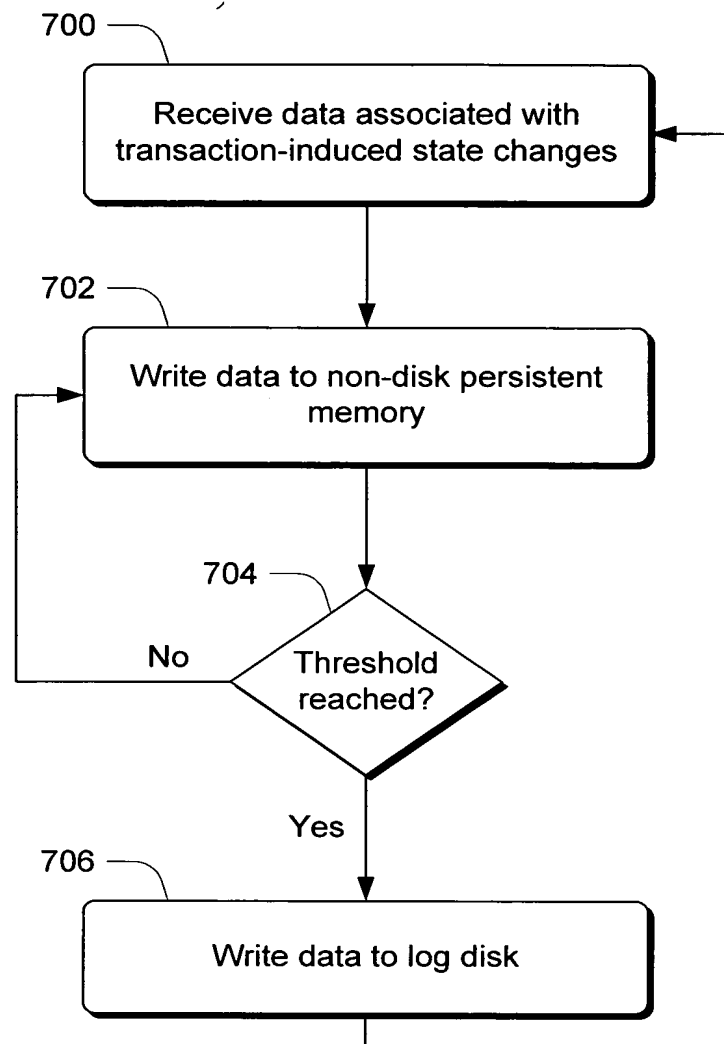 700
Receive data associated with
transaction-induced state changes
702
Write data to non-disk persistent
memory
704
No
Threshold
reached?
Yes
706
Write data to log disk